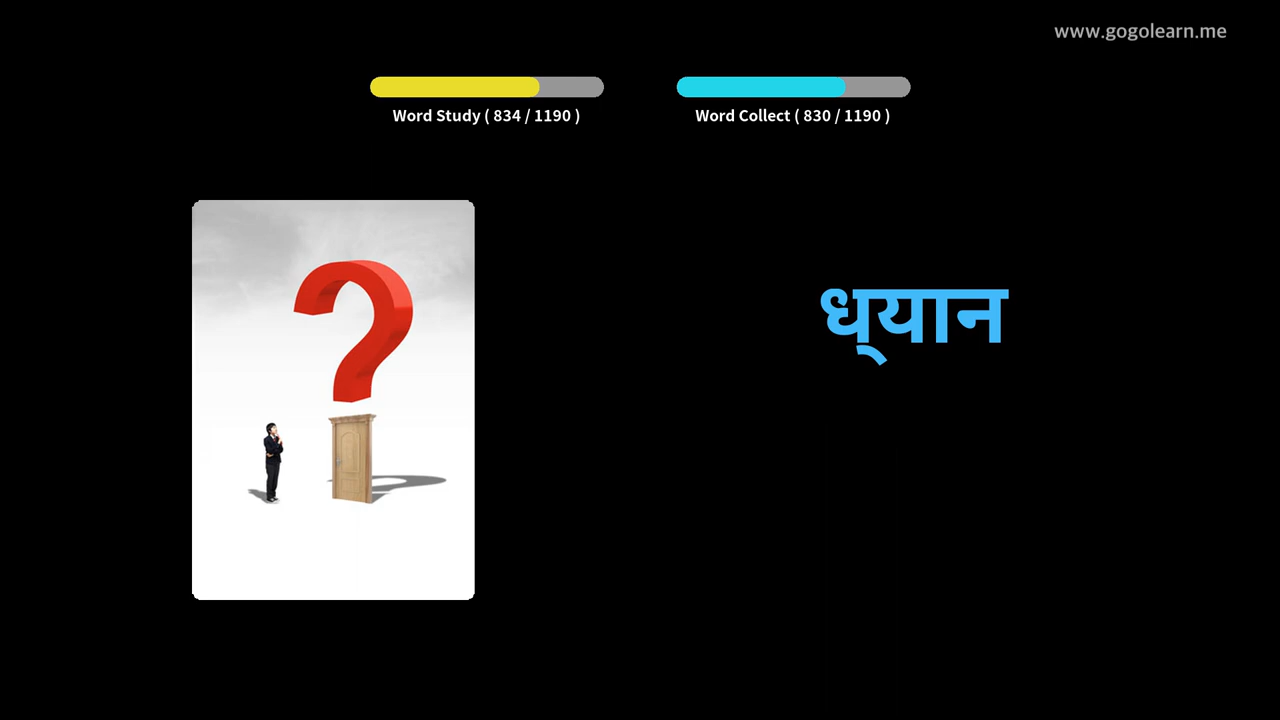 www.gogolearn.me
Word Study ( 834 / 1190 )
Word Collect ( 830 / 1190 )
?
ध्‌यान